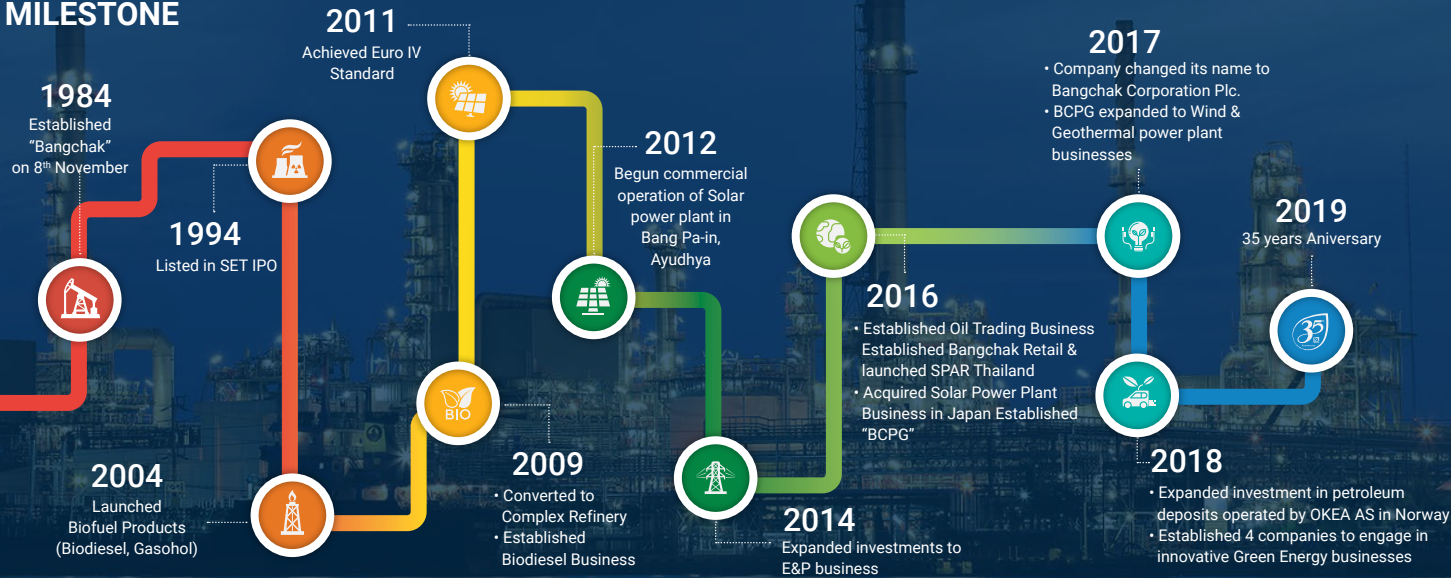 MILESTONE
1984
Established
“Bangchak”
on 8th November
1994
Listed in SET IPO
2004
Launched
Biofuel Products
(Biodiesel, Gasohol)
BIO
2009
• Converted to
Complex Refinery
• Established
Biodiesel Business
2011
Achieved Euro IV
Standard
2012
Begun commercial
operation of Solar
power plant in
Bang Pa-in,
Ayudhya
2014
Expanded investments to
E&P business
2016
• Established Oil Trading Business
Established Bangchak Retail &
launched SPAR Thailand
• Acquired Solar Power Plant
Business in Japan Established
“BCPG”
2017
• Company changed its name to
Bangchak Corporation Plc.
• BCPG expanded to Wind &
Geothermal power plant
businesses
2018
• Expanded investment in petroleum
deposits operated by OKEA AS in Norway
• Established 4 companies to engage in
innovative Green Energy businesses
2019
35 years Aniversary
35